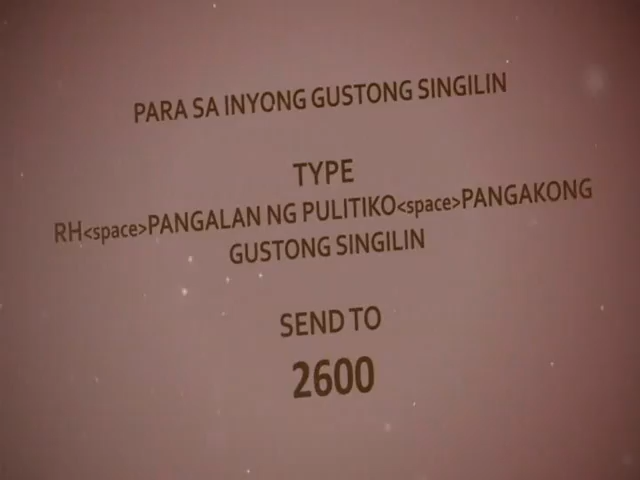 PARA SA INYONG GUSTONG SINGILIN
TYPE
RH<space>PANGALAN NG PULITIKO<space>PANGAKONG
GUSTONG SINGILIN
SEND TO
2600